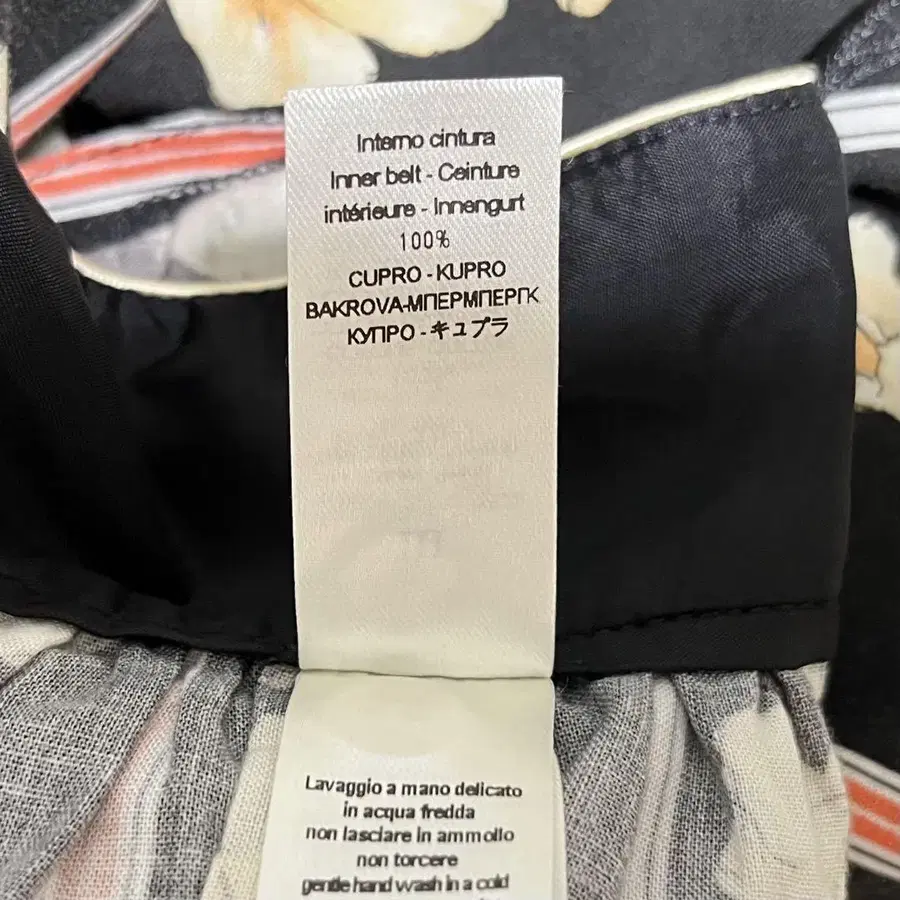 Interno cintura
Inner belt - Ceinture
intérieure - Innengurt
100%
CUPRO - KUPRO
BAKROVA-МПЕРМПЕРГК
КУПРО - キュプラ
Lavaggio a mano delicato
in acqua fredda
non lasciare in ammollo
non torcere
gentle hand wash in a cold